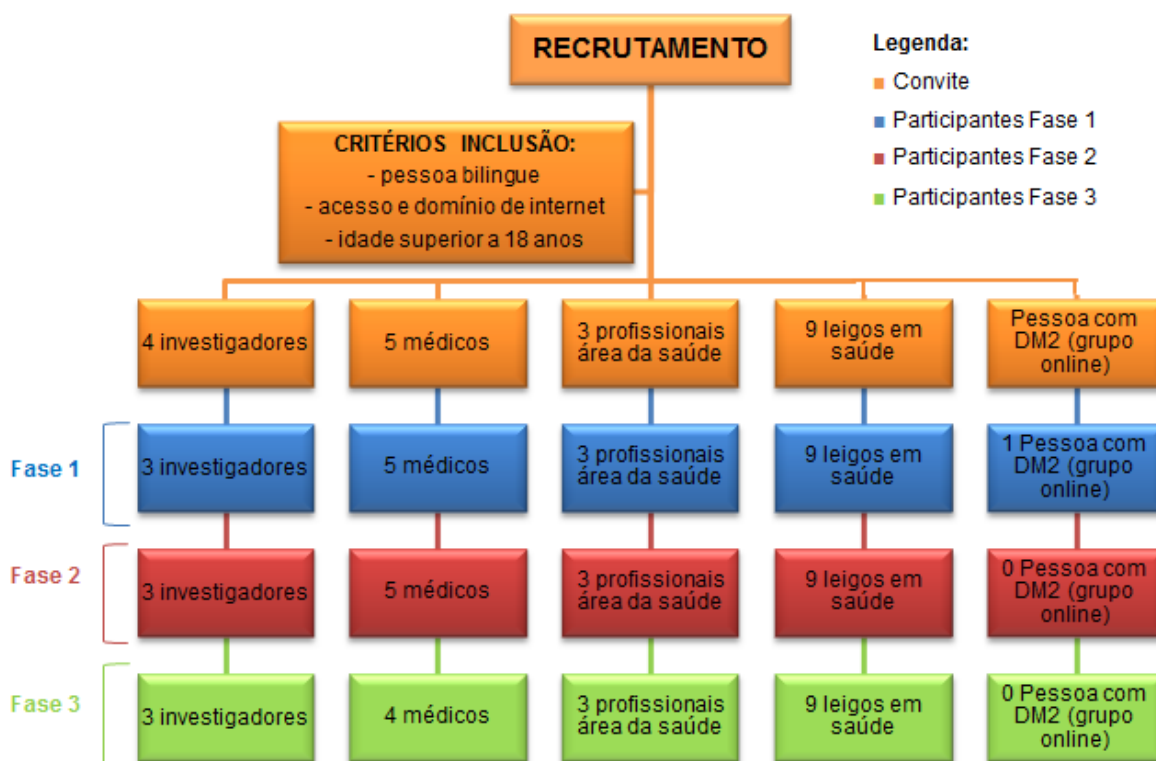 RECRUTAMENTO
Legenda:
Convite
Participantes Fase 1
Participantes Fase 2
Participantes Fase 3
CRITÉRIOS INCLUSÃO:
- pessoa bilingue
- acesso e domínio de internet
- idade superior a 18 anos
4 investigadores
5 médicos
3 profissionais
área da saúde
9 leigos em
saúde
Pessoa com
DM2 (grupo
online)
Fase 1
3 investigadores
5 médicos
3 profissionais
área da saúde
9 leigos em
saúde
1 Pessoa com
DM2 (grupo
online)
Fase 2
3 investigadores
5 médicos
3 profissionais
área da saúde
9 leigos em
saúde
0 Pessoa com
DM2 (grupo
online)
Fase 3
3 investigadores
4 médicos
3 profissionais
área da saúde
9 leigos em
saúde
0 Pessoa com
DM2 (grupo
online)